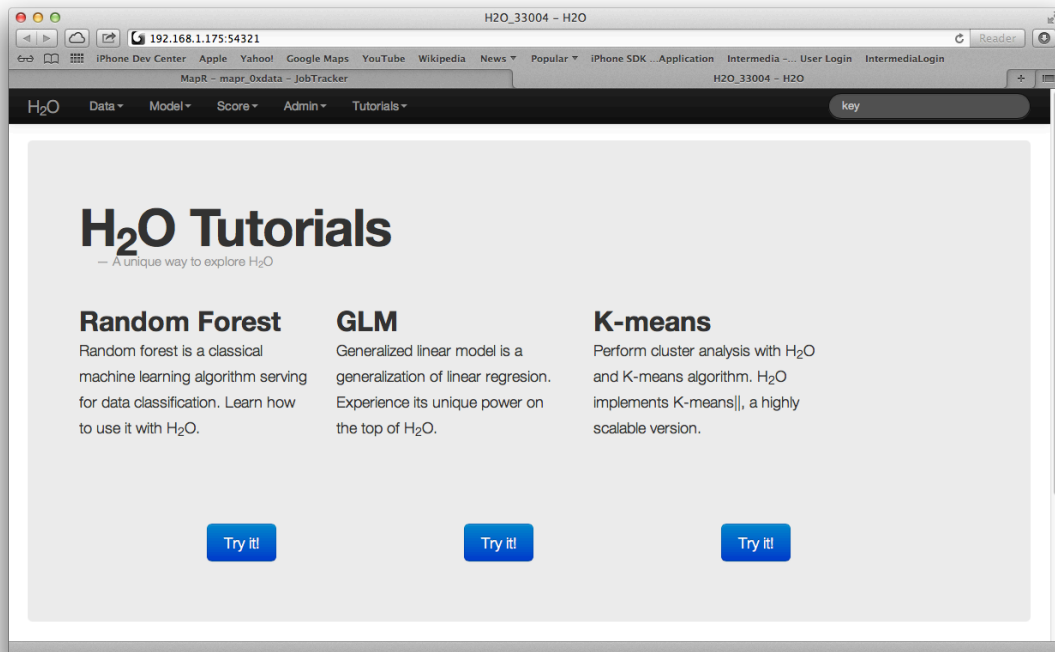 H2O_33004 – H2O
192.168.1.175:54321
Reader
iPhone Dev Center Apple Yahoo! Google Maps YouTube Wikipedia News Popular iPhone SDK ...Application Intermedia -... User Login IntermediaLogin
MapR – mapr_0xdata – JobTracker
H2O_33004 – H2O
H2O Data Model Score Admin Tutorials key
H2O Tutorials
— A unique way to explore H2O
Random Forest
Random forest is a classical
machine learning algorithm serving
for data classification. Learn how
to use it with H2O.
Try it!
GLM
Generalized linear model is a
generalization of linear regresion.
Experience its unique power on
the top of H2O.
Try it!
K-means
Perform cluster analysis with H2O
and K-means algorithm. H2O
implements K-means||, a highly
scalable version.
Try it!